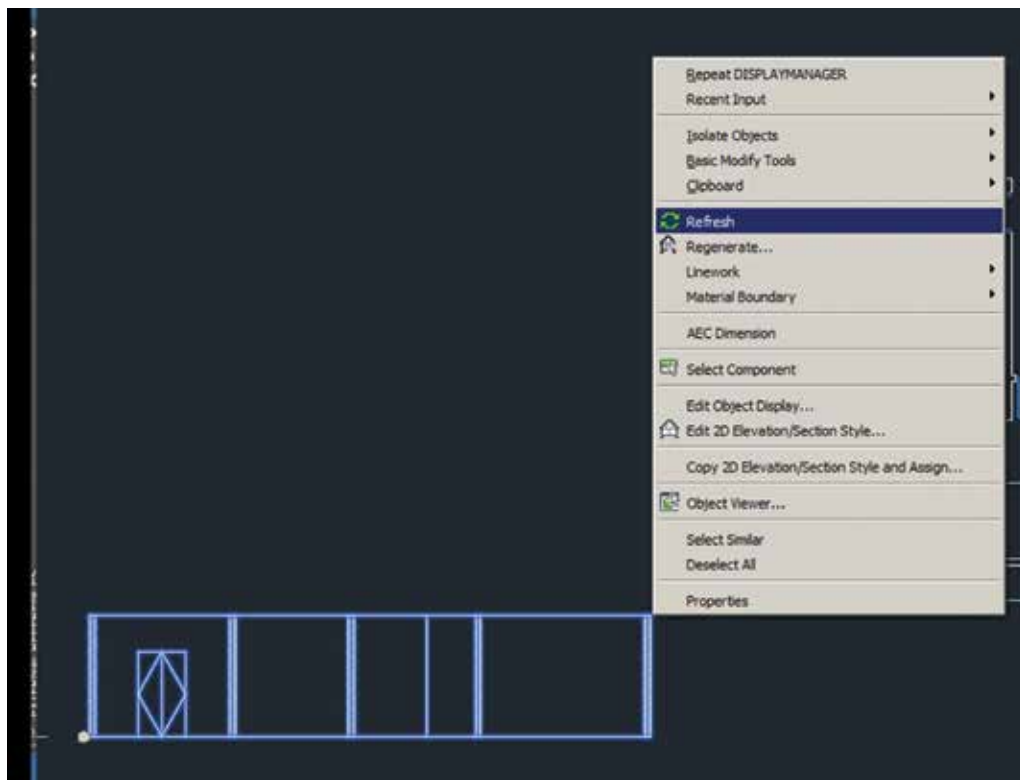 Repeat DISPLAYMANAGER
Recent Input
Isolate Objects
Basic Modify Tools
Clipboard
Refresh
Regenerate...
Linework
Material Boundary
AEC Dimension
Select Component
Edit Object Display...
Edit 2D Elevation/Section Style...
Copy 2D Elevation/Section Style and Assign...
Object Viewer...
Select Similar
Deselect All
Properties